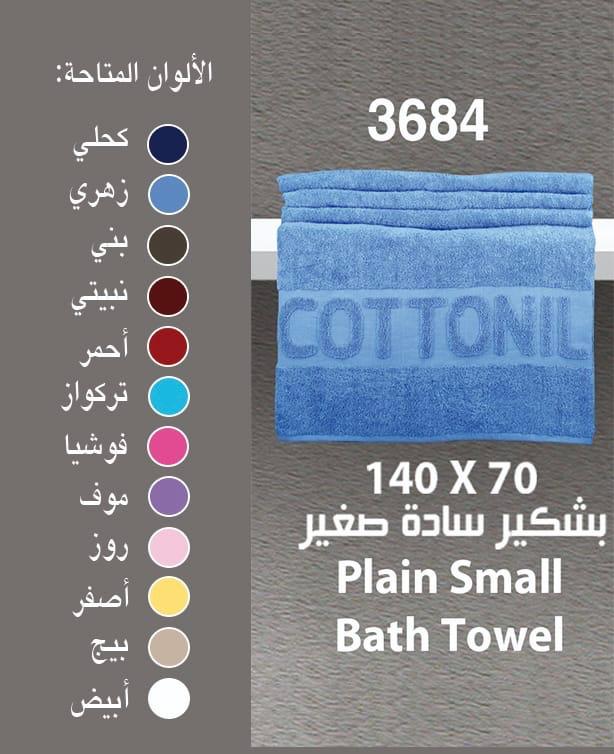 الألوان المتاحة:
كحلي
زهري
بني
نبيتي
أحمر
تركواز
فوشيا
موف
روز
أصفر
بيج
أبيض
3684
COTTONIL
140 X 70
بشكير سادة صغير
Plain Small
Bath Towel